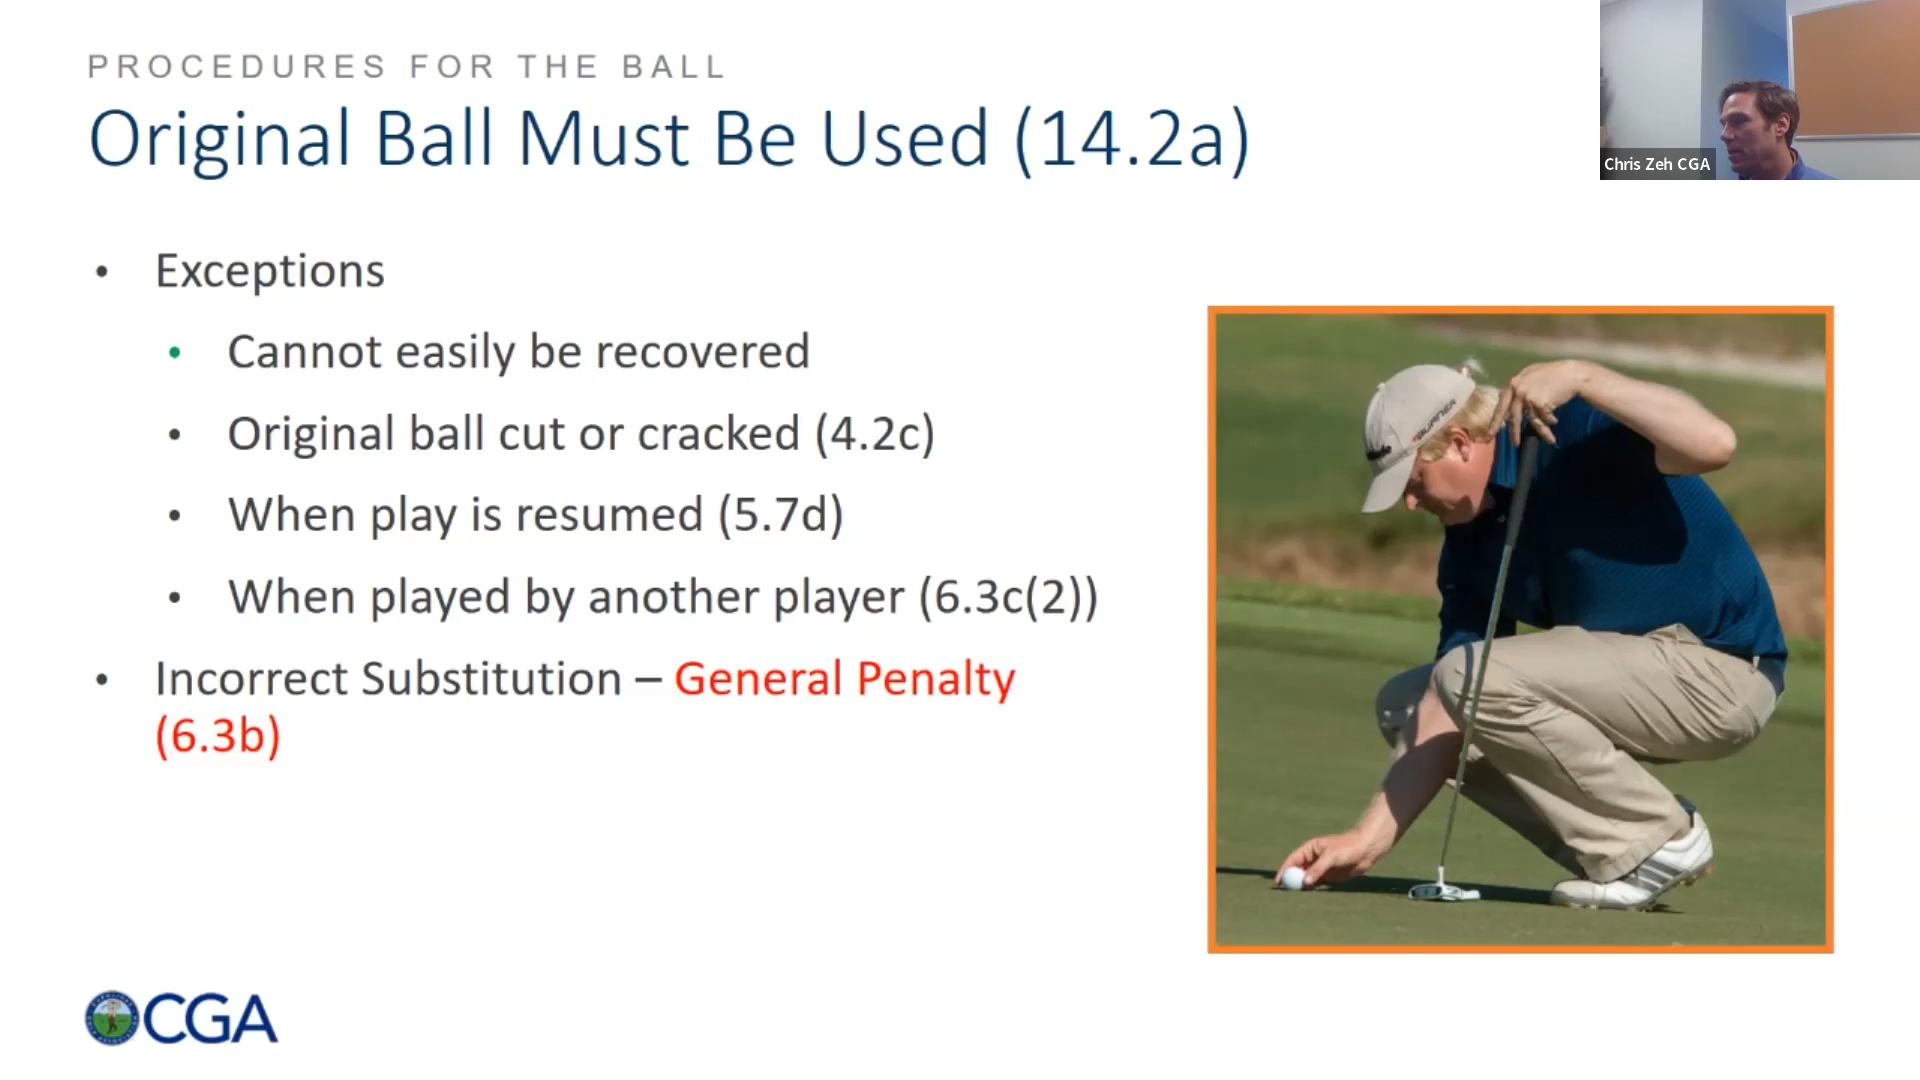 PROCEDURES FOR THE BALL
Original Ball Must Be Used (14.2a)
Chris Zeh CGA
• Exceptions
• Cannot easily be recovered
• Original ball cut or cracked (4.2c)
• When play is resumed (5.7d)
• When played by another player (6.3c(2))
• Incorrect Substitution – General Penalty
(6.3b)
BURNER
CGA